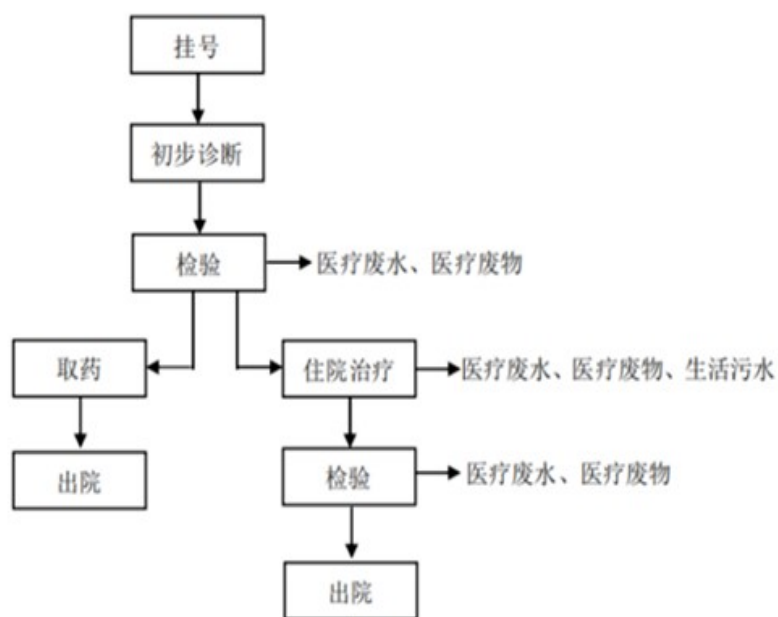 挂号
初步诊断
检验
医疗废水、医疗废物
取药
住院治疗
医疗废水、医疗废物、生活污水
出院
检验
医疗废水、医疗废物
出院